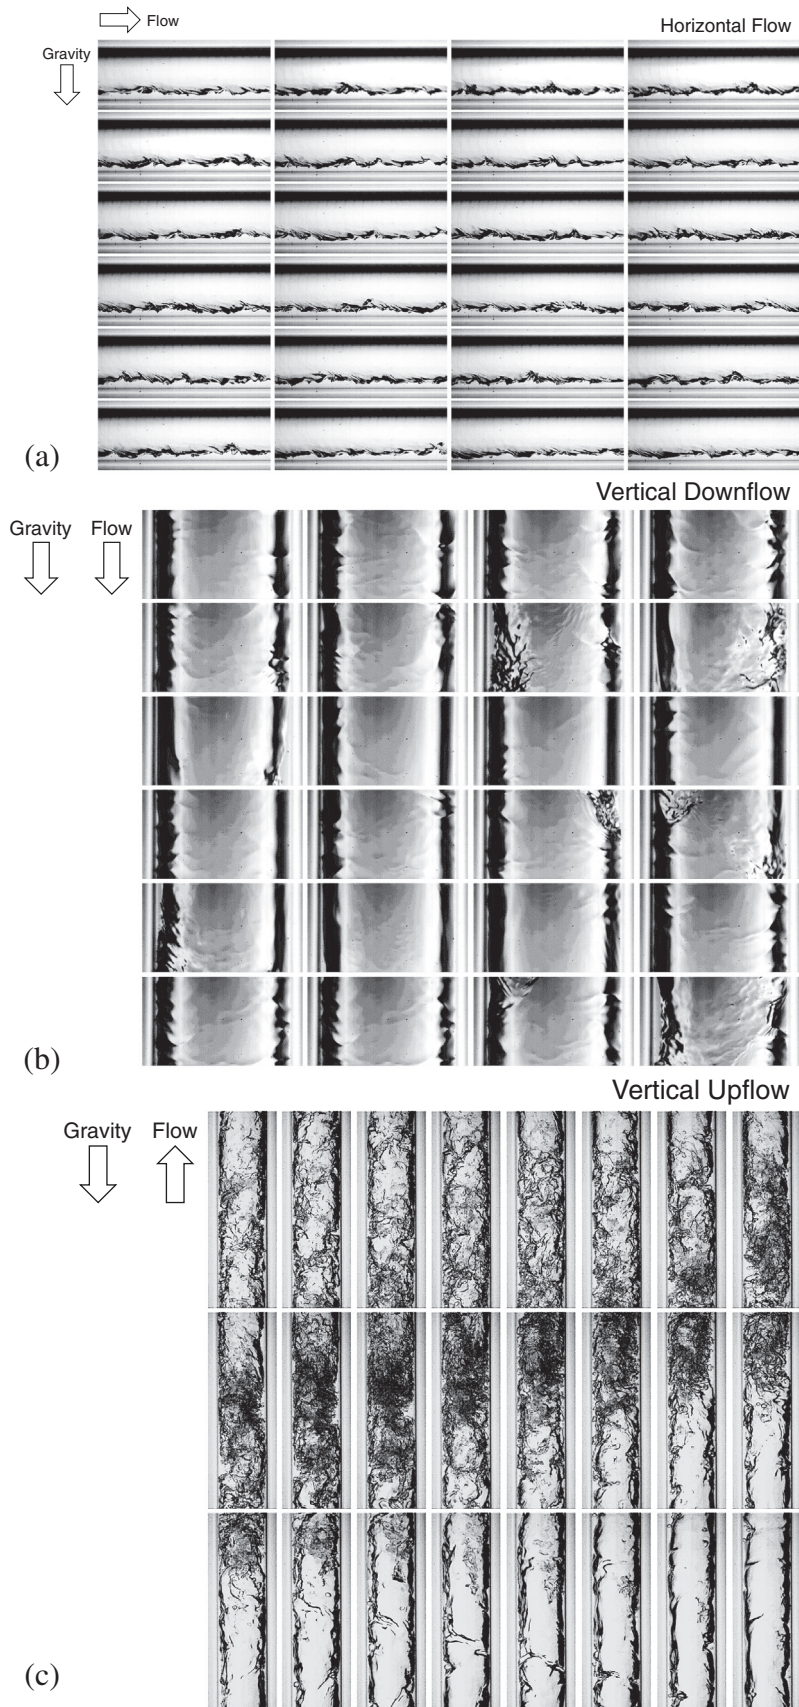 Flow
Horizontal Flow
Gravity
(a)
Vertical Downflow
Gravity Flow
(b)
Vertical Upflow
Gravity Flow
(c)